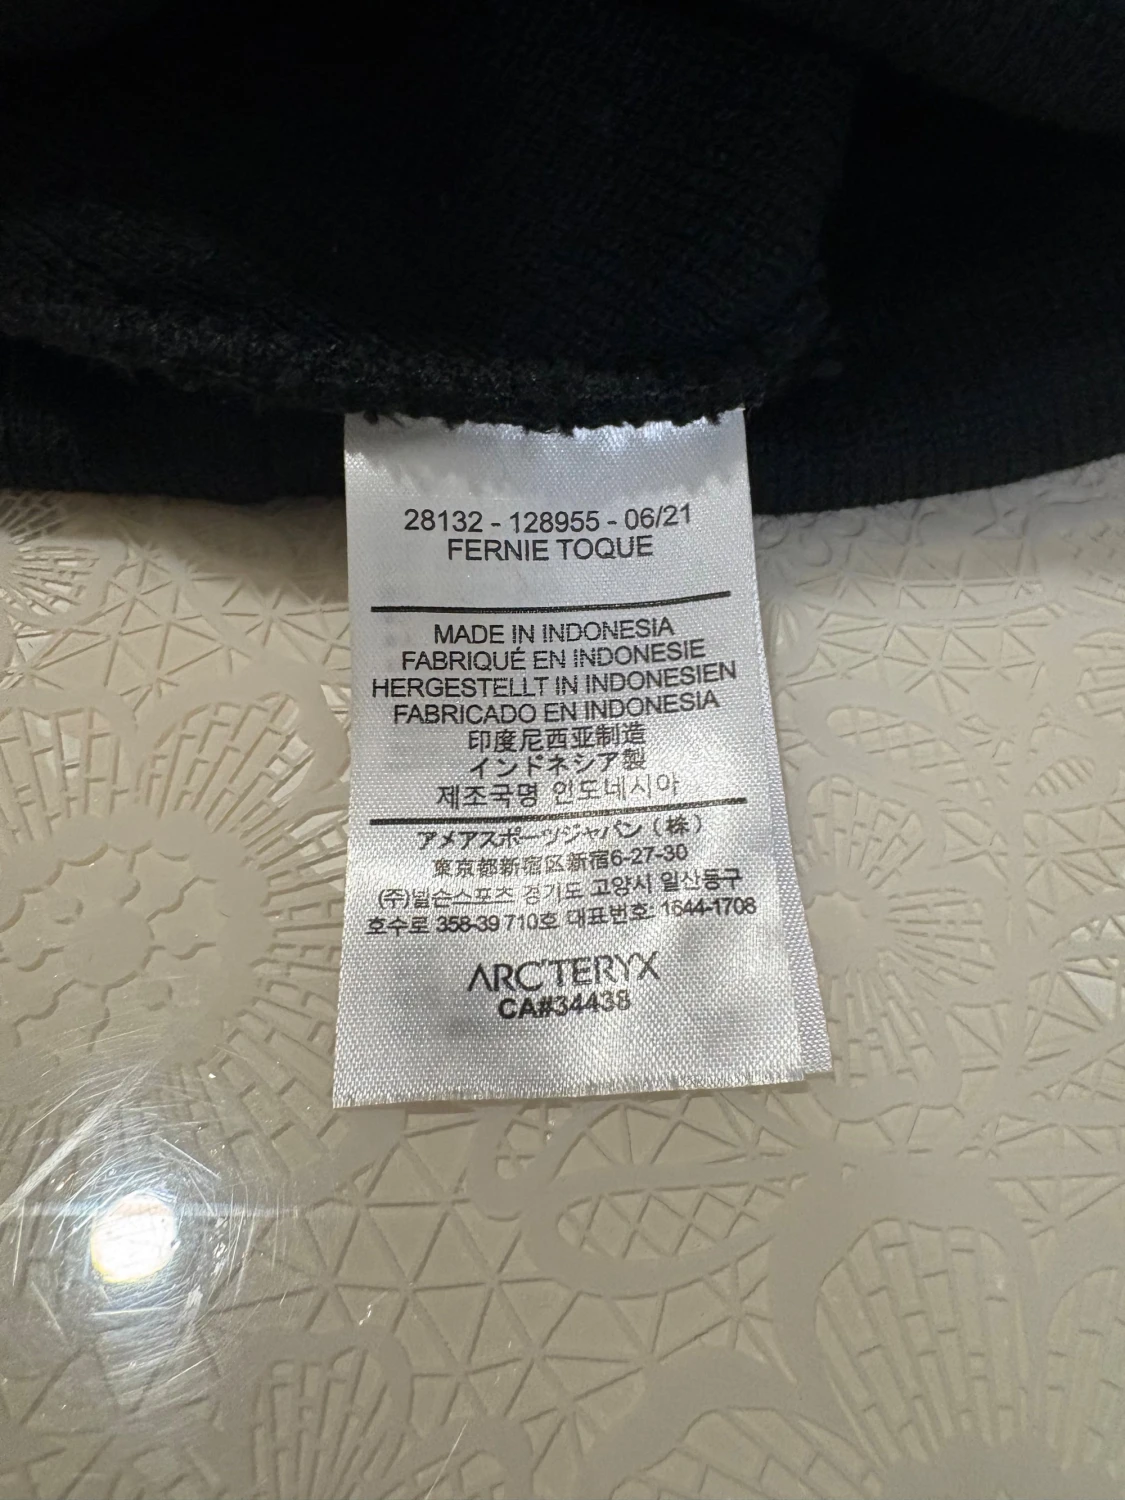 28132 - 128955 - 06/21
FERNIE TOQUE
MADE IN INDONESIA
FABRIQUÉ EN INDONESIE
HERGESTELLT IN INDONESIEN
FABRICADO EN INDONESIA
印度尼西亚制造
インドネシア製
제조국명 인도네시아
アメアスポーツジャパン（株）
東京都新宿区新宿6-27-30
(주)넬슨스포츠 경기도 고양시 일산동구
호수로 358-39 710호 대표번호: 1644-1708
ARC'TERYX
CA#34438